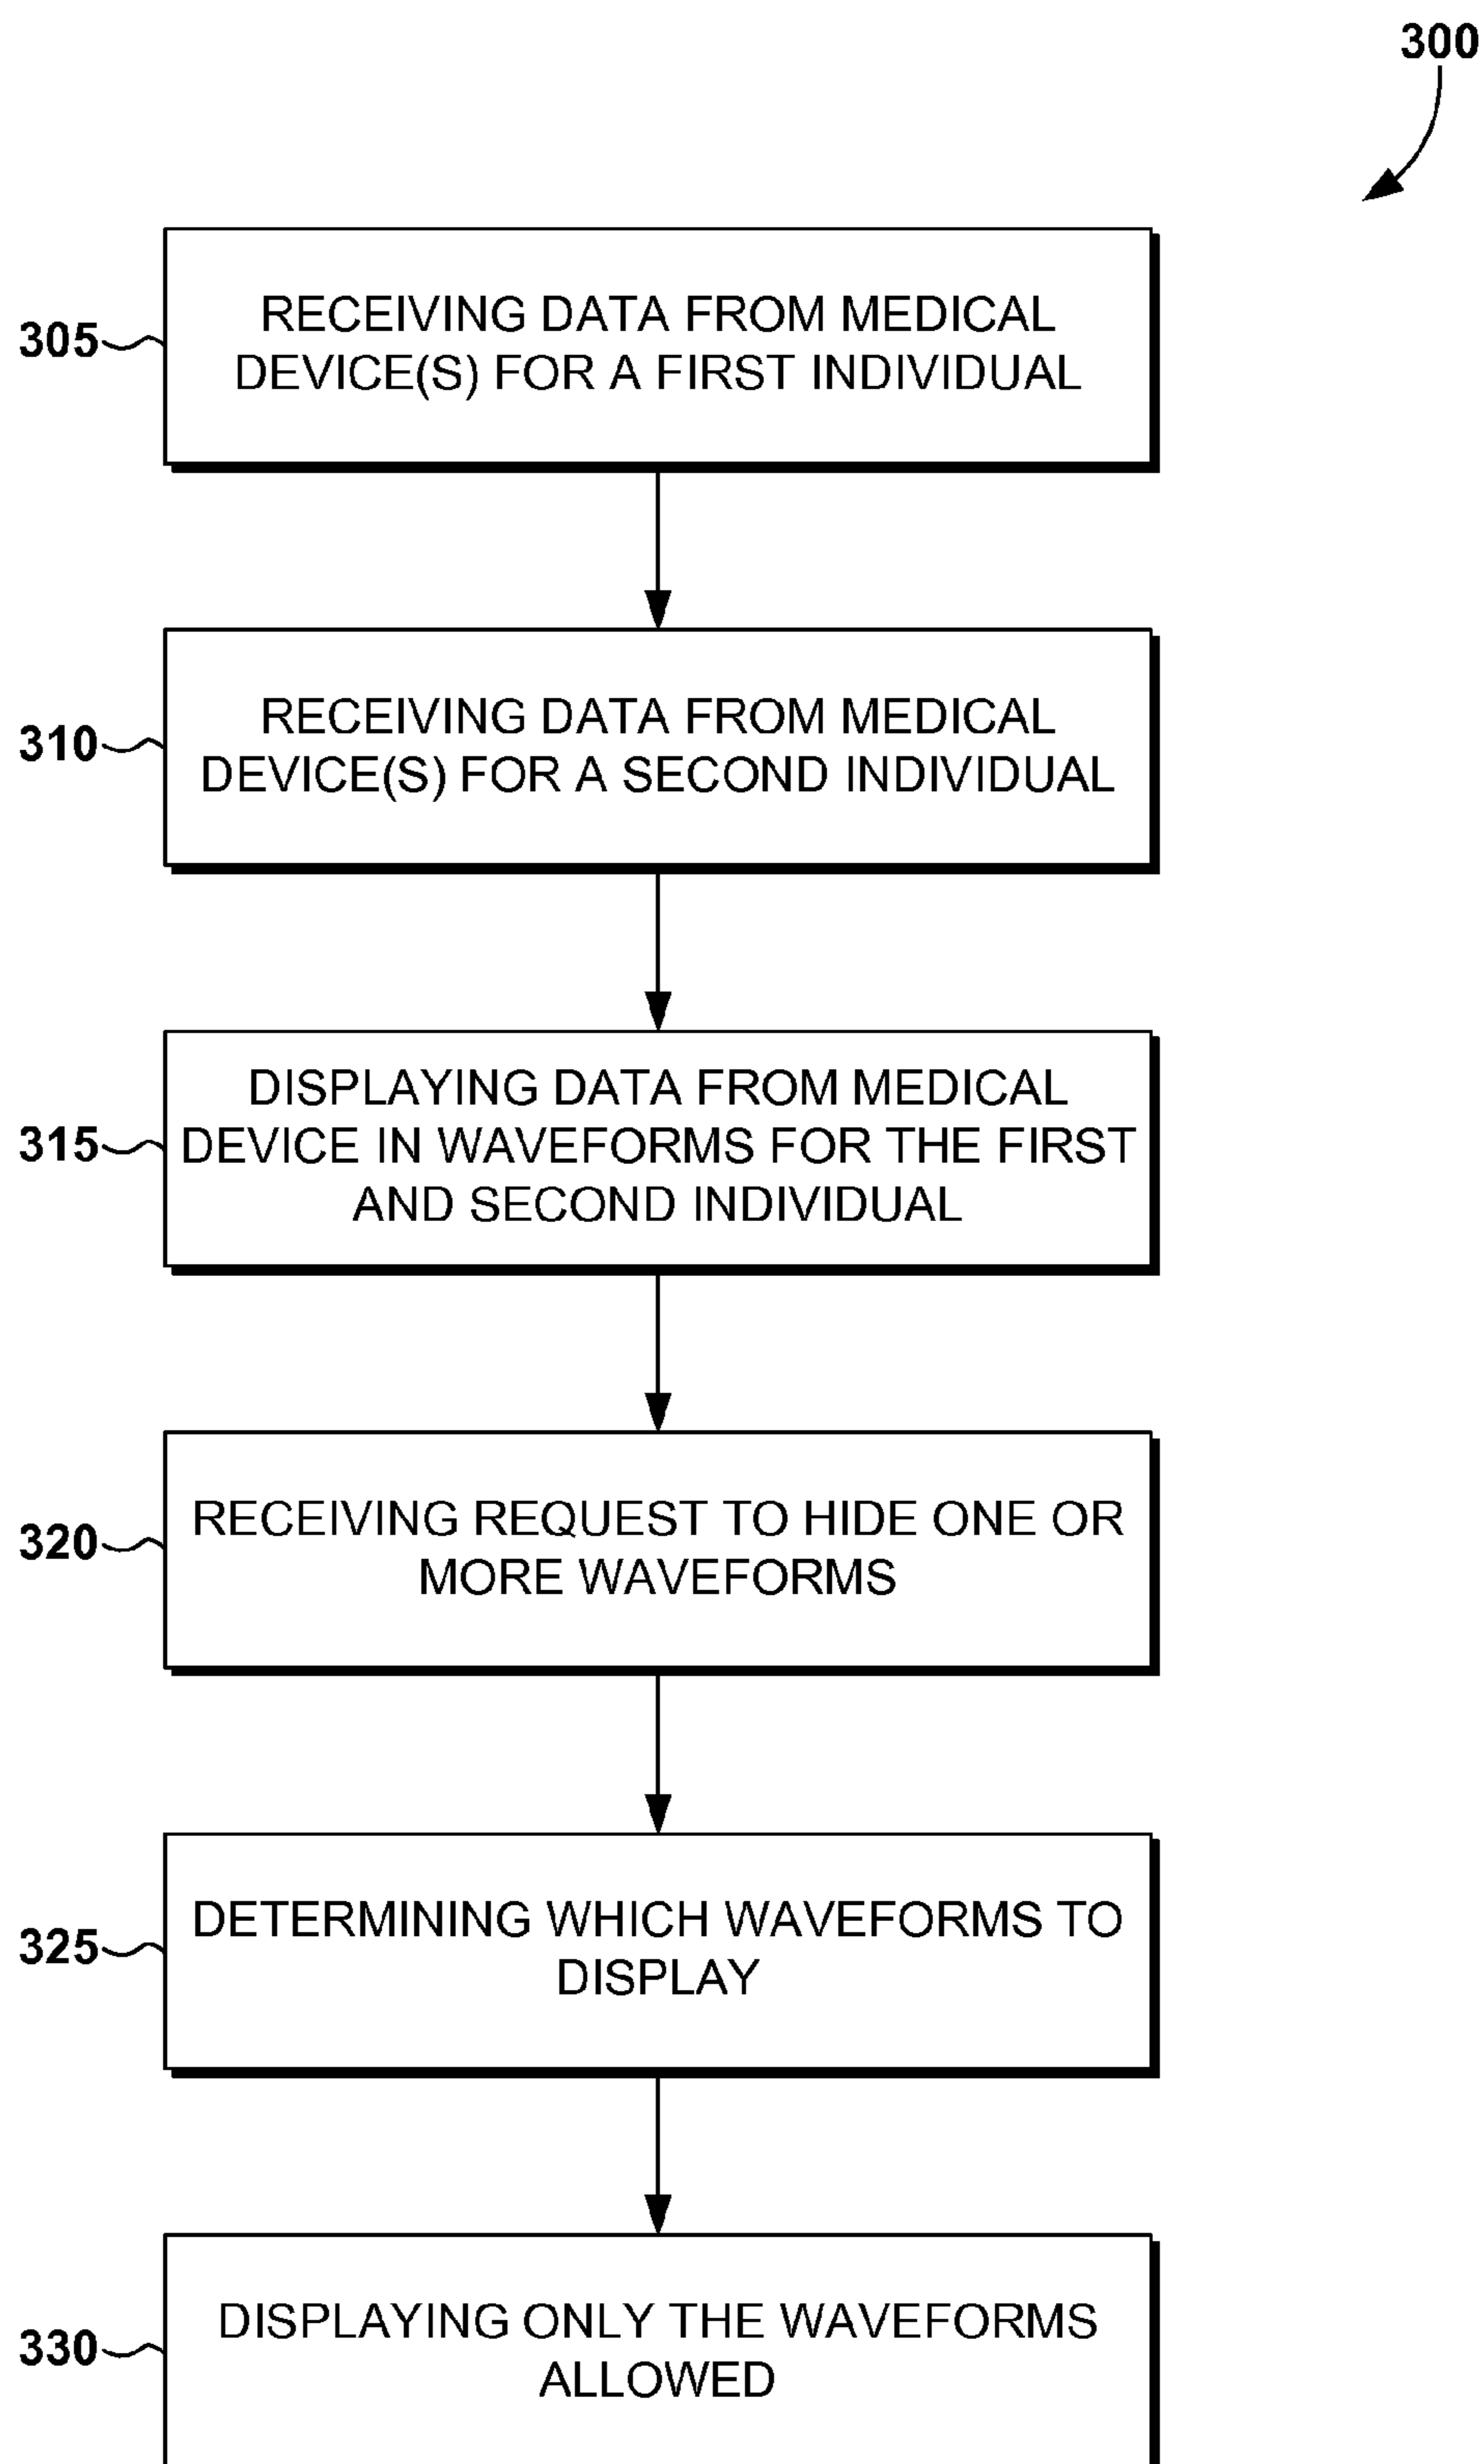 300
305
RECEIVING DATA FROM MEDICAL
DEVICE(S) FOR A FIRST INDIVIDUAL
310
RECEIVING DATA FROM MEDICAL
DEVICE(S) FOR A SECOND INDIVIDUAL
315
DISPLAYING DATA FROM MEDICAL
DEVICE IN WAVEFORMS FOR THE FIRST
AND SECOND INDIVIDUAL
320
RECEIVING REQUEST TO HIDE ONE OR
MORE WAVEFORMS
325
DETERMINING WHICH WAVEFORMS TO
DISPLAY
330
DISPLAYING ONLY THE WAVEFORMS
ALLOWED